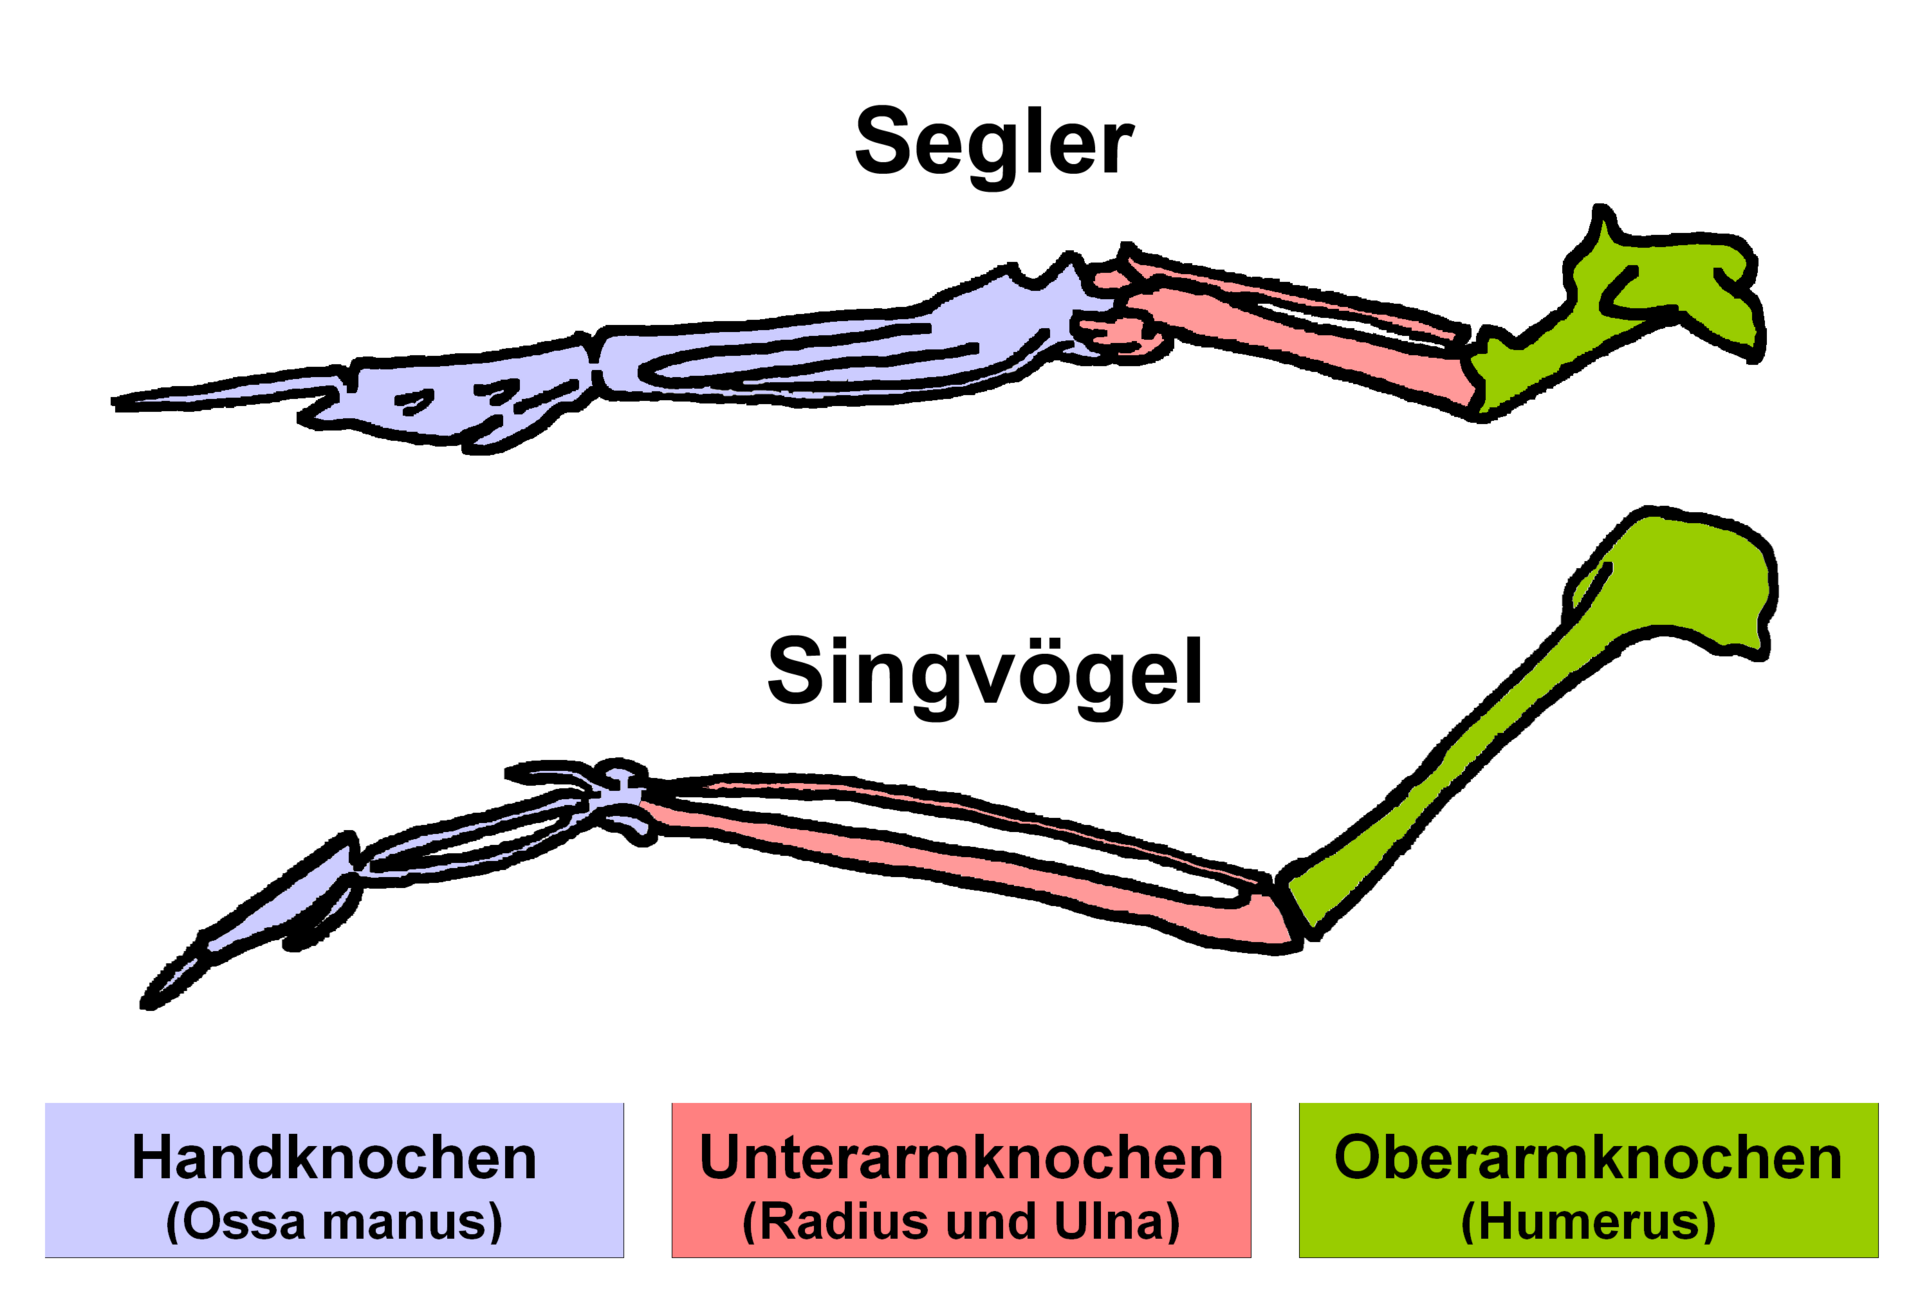 Segler
Singvögel
Handknochen
(Ossa manus)
Unterarmknochen
(Radius und Ulna)
Oberarmknochen
(Humerus)